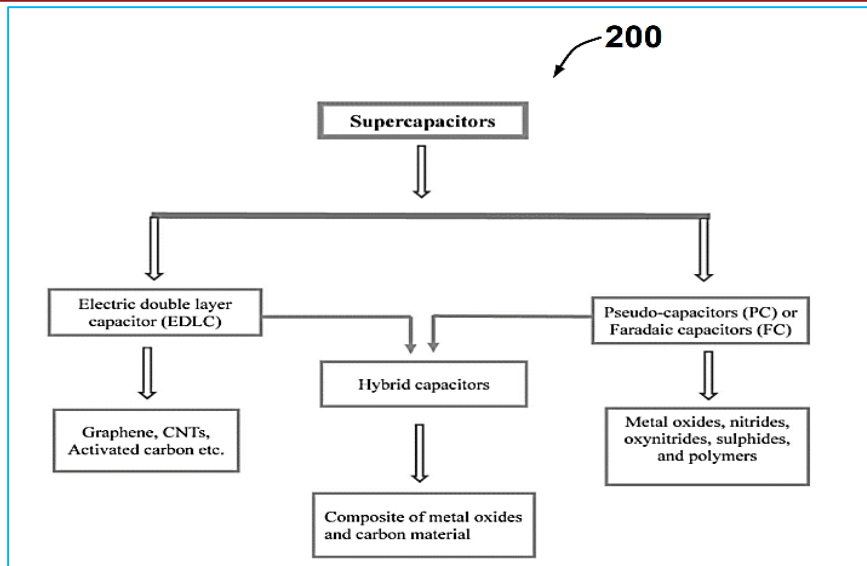 200
Supercapacitors
Electric double layer
capacitor (EDLC)
Pseudo-capacitors (PC) or
Faradaic capacitors (FC)
Hybrid capacitors
Graphene, CNTs,
Activated carbon etc.
Metal oxides, nitrides,
oxynitrides, sulphides,
and polymers
Composite of metal oxides
and carbon material